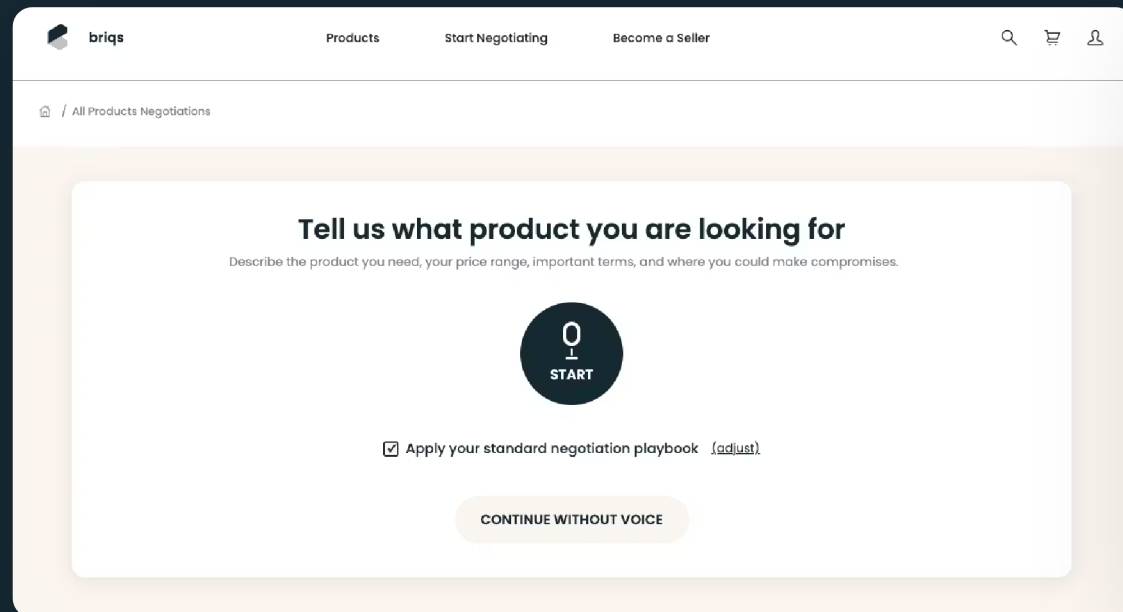 briqs
Products
Start Negotiating
Become a Seller
/ All Products Negotiations
Tell us what product you are looking for
Describe the product you need, your price range, important terms, and where you could make compromises.
START
Apply your standard negotiation playbook (adjust)
CONTINUE WITHOUT VOICE